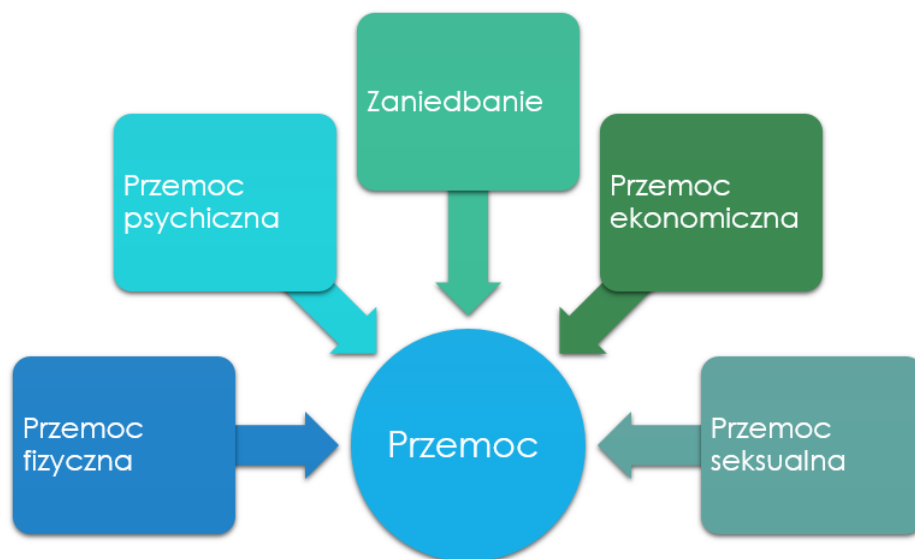 Zaniedbanie
Przemoc
psychiczna
Przemoc
ekonomiczna
Przemoc
fizyczna
Przemoc
Przemoc
seksualna